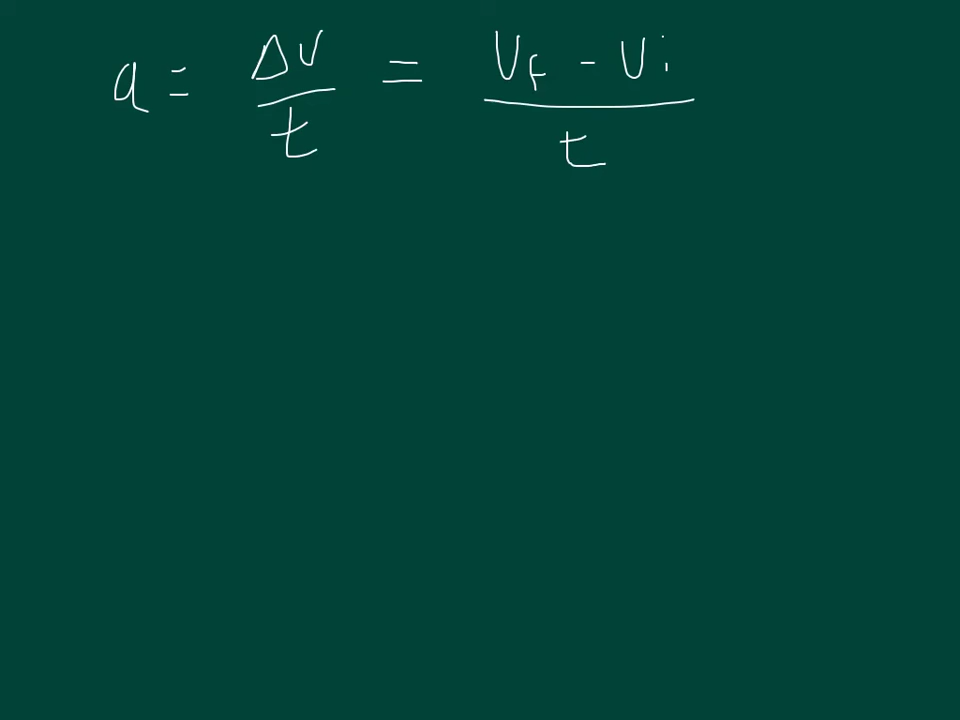 a = Δv/t = (Vf - Vi)/t